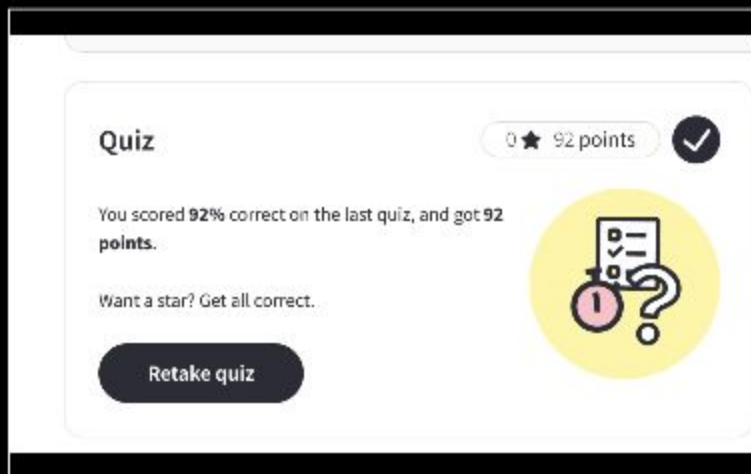 Quiz
0★ 92 points
You scored 92% correct on the last quiz, and got 92
points.
Want a star? Get all correct.
Retake quiz